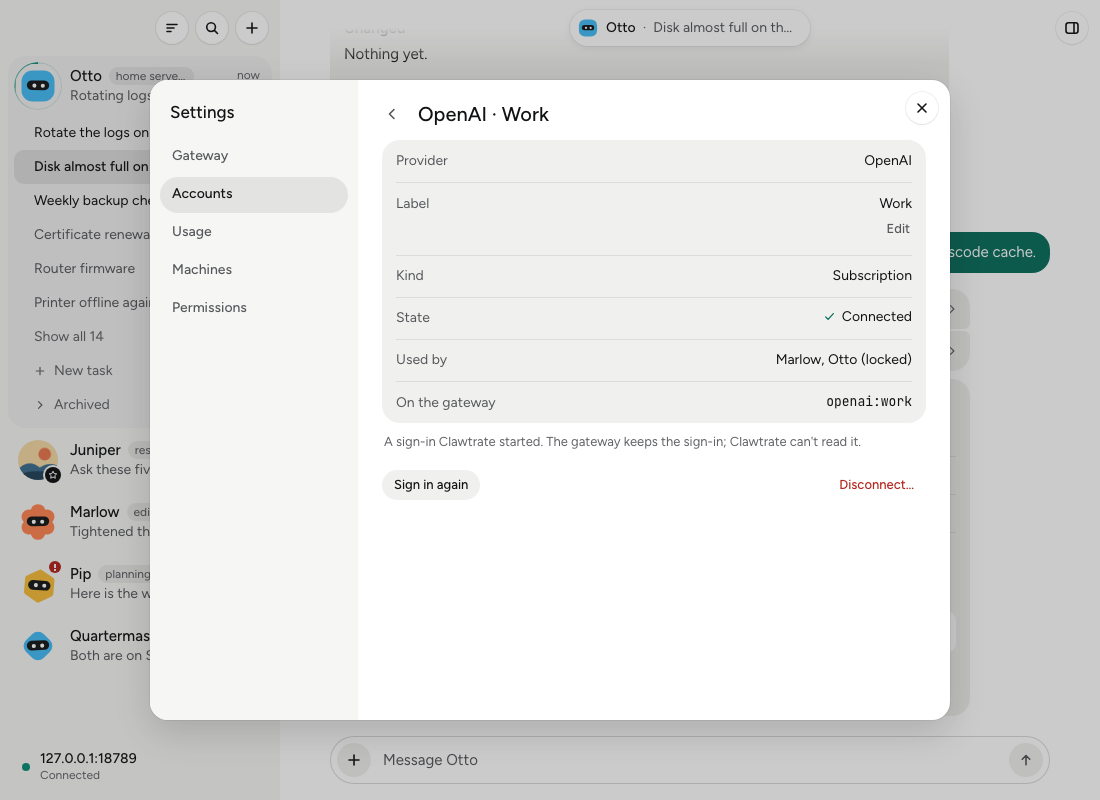 Otto home serve... now
Rotating logs
Rotate the logs on
Disk almost full on
Weekly backup che
Certificate renewa
Router firmware
Printer offline again
Show all 14
New task
Archived
Juniper res
Ask these fiv
Marlow edi
Tightened th
Pip planning
Here is the w
Quartermas
Both are on S
127.0.0.1:18789
Connected
Otto · Disk almost full on th...
Changed
Nothing yet.
scode cache.
Settings
Gateway
Accounts
Usage
Machines
Permissions
OpenAI · Work
Provider OpenAI
Label Work
Edit
Kind Subscription
State Connected
Used by Marlow, Otto (locked)
On the gateway openai:work
A sign-in Clawtrate started. The gateway keeps the sign-in; Clawtrate can't read it.
Sign in again Disconnect...
Message Otto